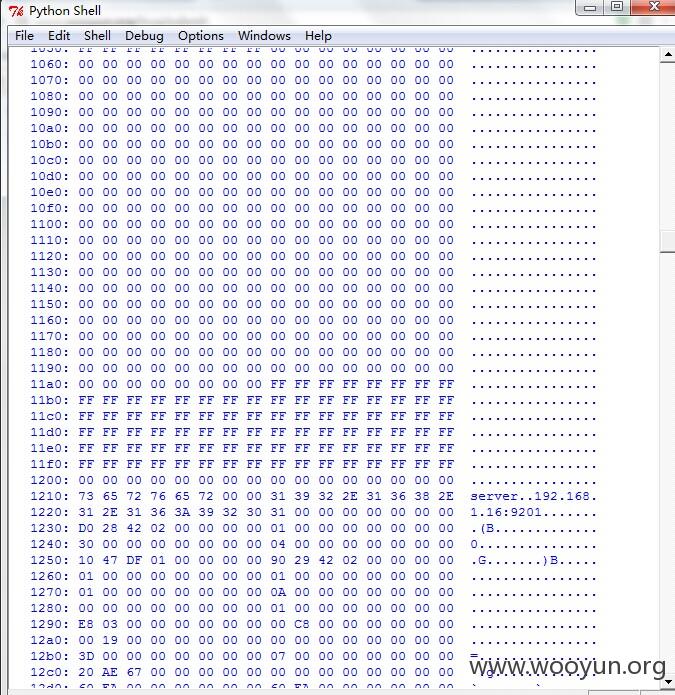 Python Shell
File Edit Shell Debug Options Windows Help
1050: FF FF FF FF FF FF FF FF 00 00 00 00 00 00 00 00 ................
1060: 00 00 00 00 00 00 00 00 00 00 00 00 00 00 00 00 ................
1070: 00 00 00 00 00 00 00 00 00 00 00 00 00 00 00 00 ................
1080: 00 00 00 00 00 00 00 00 00 00 00 00 00 00 00 00 ................
1090: 00 00 00 00 00 00 00 00 00 00 00 00 00 00 00 00 ................
10a0: 00 00 00 00 00 00 00 00 00 00 00 00 00 00 00 00 ................
10b0: 00 00 00 00 00 00 00 00 00 00 00 00 00 00 00 00 ................
10c0: 00 00 00 00 00 00 00 00 00 00 00 00 00 00 00 00 ................
10d0: 00 00 00 00 00 00 00 00 00 00 00 00 00 00 00 00 ................
10e0: 00 00 00 00 00 00 00 00 00 00 00 00 00 00 00 00 ................
10f0: 00 00 00 00 00 00 00 00 00 00 00 00 00 00 00 00 ................
1100: 00 00 00 00 00 00 00 00 00 00 00 00 00 00 00 00 ................
1110: 00 00 00 00 00 00 00 00 00 00 00 00 00 00 00 00 ................
1120: 00 00 00 00 00 00 00 00 00 00 00 00 00 00 00 00 ................
1130: 00 00 00 00 00 00 00 00 00 00 00 00 00 00 00 00 ................
1140: 00 00 00 00 00 00 00 00 00 00 00 00 00 00 00 00 ................
1150: 00 00 00 00 00 00 00 00 00 00 00 00 00 00 00 00 ................
1160: 00 00 00 00 00 00 00 00 00 00 00 00 00 00 00 00 ................
1170: 00 00 00 00 00 00 00 00 00 00 00 00 00 00 00 00 ................
1180: 00 00 00 00 00 00 00 00 00 00 00 00 00 00 00 00 ................
1190: 00 00 00 00 00 00 00 00 00 00 00 00 00 00 00 00 ................
11a0: 00 00 00 00 00 00 00 00 FF FF FF FF FF FF FF FF ................
11b0: FF FF FF FF FF FF FF FF FF FF FF FF FF FF FF FF ................
11c0: FF FF FF FF FF FF FF FF FF FF FF FF FF FF FF FF ................
11d0: FF FF FF FF FF FF FF FF FF FF FF FF FF FF FF FF ................
11e0: FF FF FF FF FF FF FF FF FF FF FF FF FF FF FF FF ................
11f0: FF FF FF FF FF FF FF FF FF FF FF FF FF FF FF FF ................
1200: 00 00 00 00 00 00 00 00 00 00 00 00 00 00 00 00 ................
1210: 73 65 72 76 65 72 00 00 31 39 32 2E 31 36 38 2E server..192.168.
1220: 31 2E 31 36 3A 39 32 30 31 00 00 00 00 00 00 00 1.16:9201.......
1230: D0 28 42 02 00 00 00 00 01 00 00 00 00 00 00 00 .(B.............
1240: 30 00 00 00 00 00 00 00 04 00 00 00 00 00 00 00 0...............
1250: 10 47 DF 01 00 00 00 00 90 29 42 02 00 00 00 00 .G.......)B.....
1260: 01 00 00 00 00 00 00 00 01 00 00 00 00 00 00 00 ................
1270: 01 00 00 00 00 00 00 00 0A 00 00 00 00 00 00 00 ................
1280: 00 00 00 00 00 00 00 00 01 00 00 00 00 00 00 00 ................
1290: E8 03 00 00 00 00 00 00 C8 00 00 00 00 00 00 00 ................
12a0: 00 19 00 00 00 00 00 00 00 00 00 00 00 00 00 00 ................
12b0: 3D 00 00 00 00 00 00 00 07 00 00 00 00 00 00 00 =...............
12c0: 20 AE 67 00 00 00 00 00 00 00 00 00 00 00 00 00
www.wooyun.org